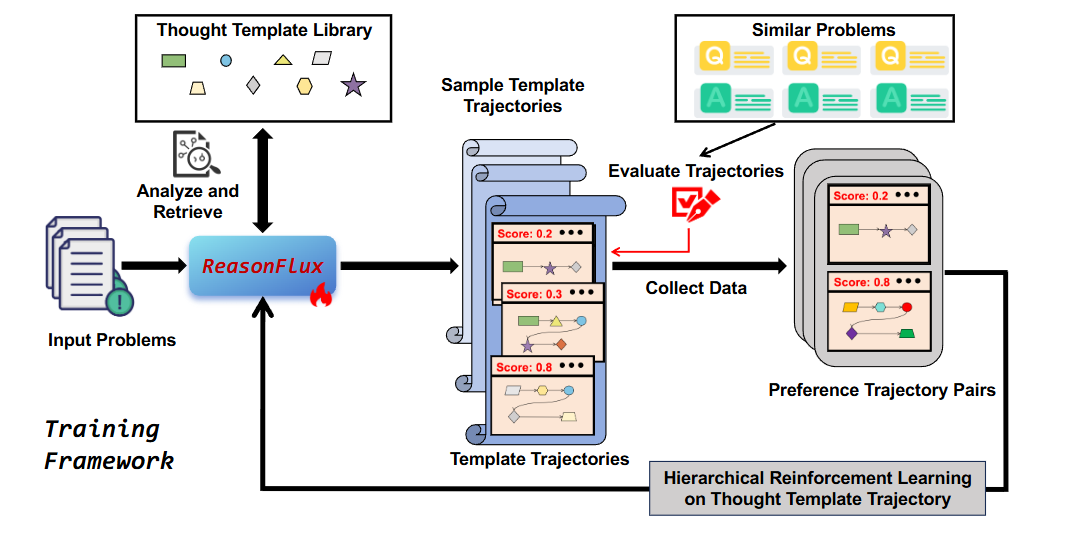 Thought Template Library
Similar Problems
Q
Q
Q
A
A
A
Sample Template
Trajectories
Analyze and
Retrieve
Evaluate Trajectories
Input Problems
ReasonFlux
Score: 0.2
Score: 0.3
Score: 0.8
Template Trajectories
Collect Data
Score: 0.2
Score: 0.8
Preference Trajectory Pairs
Training
Framework
Hierarchical Reinforcement Learning
on Thought Template Trajectory